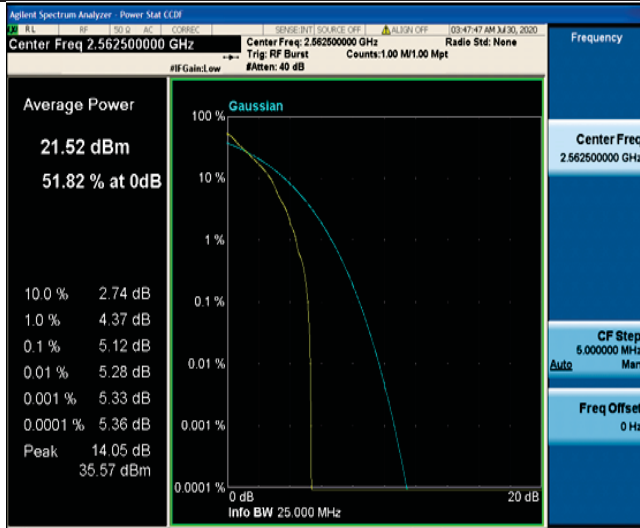 Agilent Spectrum Analyzer - Power Stat CCDF
RL RF 50 Ω AC CORREC SENSE:INT SOURCE OFF ALIGN OFF 03:47:47 AM Jul 30, 2020
Center Freq 2.562500000 GHz
Center Freq: 2.562500000 GHz Radio Std: None
Trig: RF Burst Counts:1.00 M/1.00 Mpt
#IFGain:Low #Atten: 40 dB
Frequency
Average Power
21.52 dBm
51.82 % at 0dB
10.0 % 2.74 dB
1.0 % 4.37 dB
0.1 % 5.12 dB
0.01 % 5.28 dB
0.001 % 5.33 dB
0.0001 % 5.36 dB
Peak 14.05 dB
35.57 dBm
Gaussian
100 %
10 %
1 %
0.1 %
0.01 %
0.001 %
0.0001 %
0 dB 20 dB
Info BW 25.000 MHz
Center Freq
2.562500000 GHz
CF Step
5.000000 MHz
Auto Man
Freq Offset
0 Hz